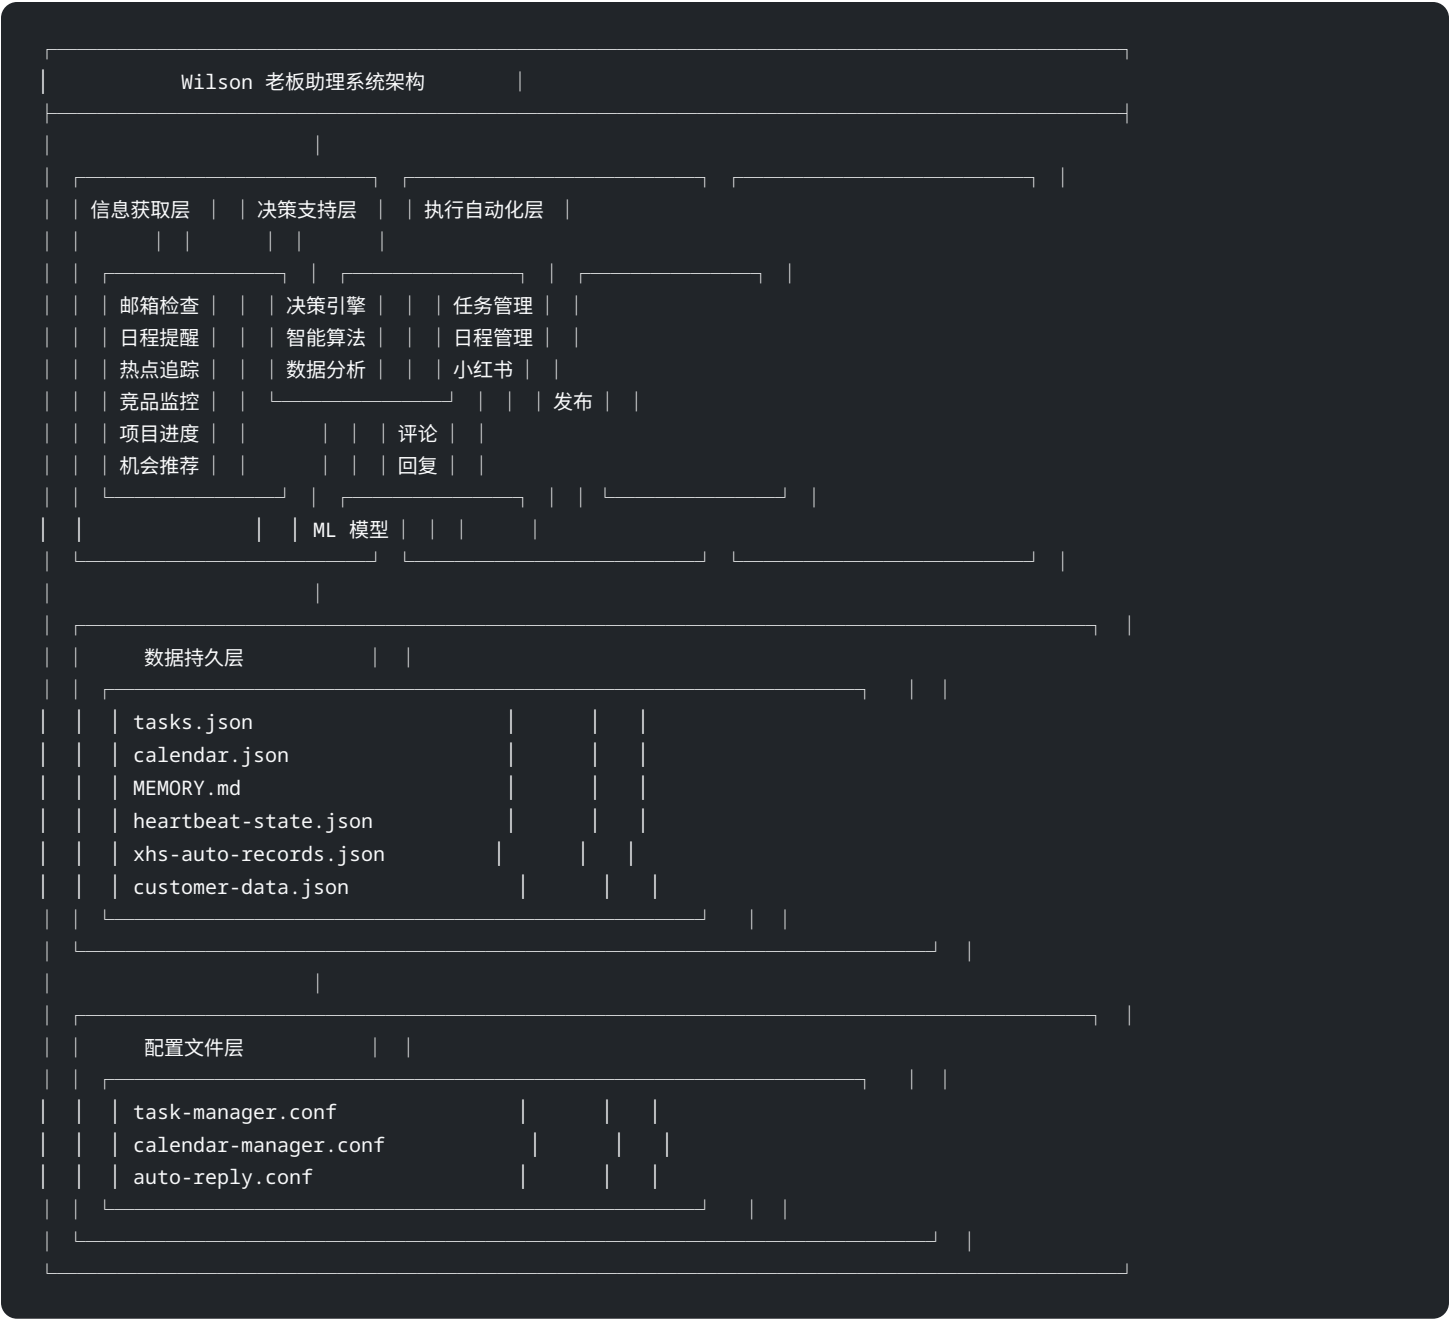 Wilson 老板助理系统架构
信息获取层 决策支持层 执行自动化层
邮箱检查 决策引擎 任务管理
日程提醒 智能算法 日程管理
热点追踪 数据分析 小红书
竞品监控 发布
项目进度 评论
机会推荐 回复
ML 模型
数据持久层
tasks.json
calendar.json
MEMORY.md
heartbeat-state.json
xhs-auto-records.json
customer-data.json
配置文件层
task-manager.conf
calendar-manager.conf
auto-reply.conf